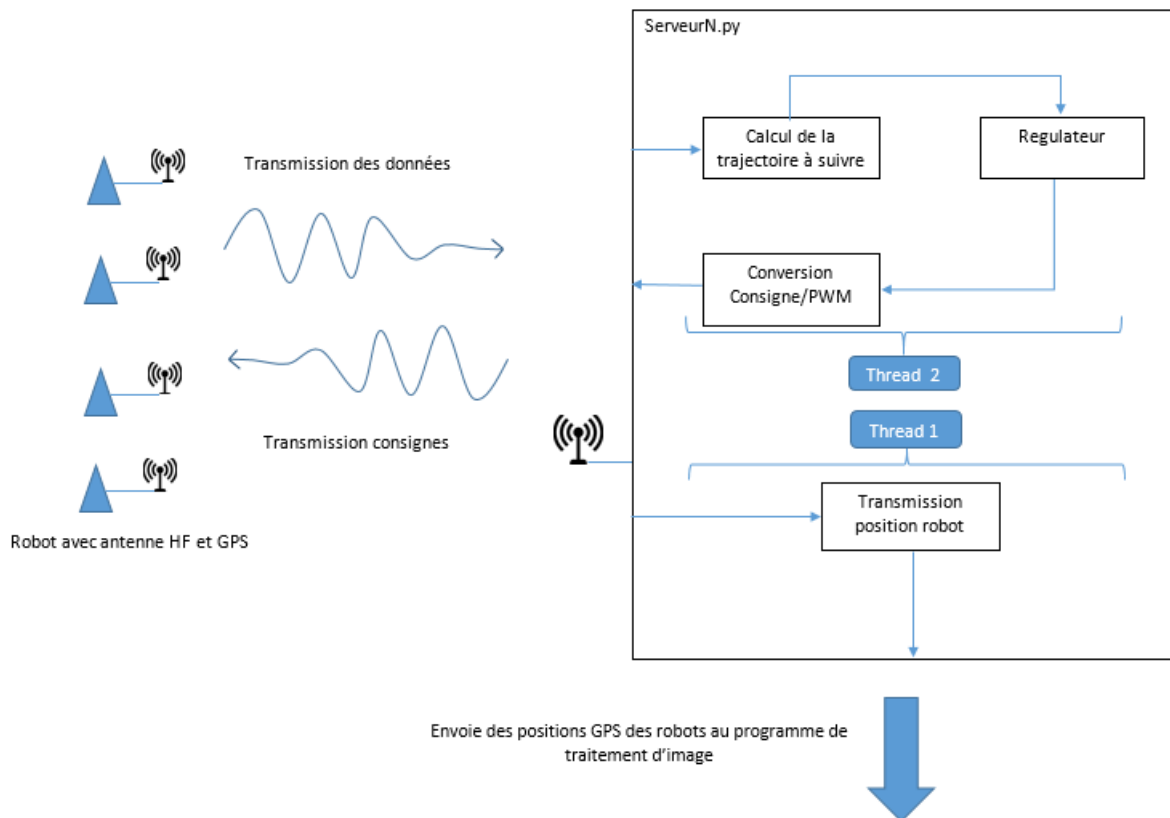 ServeurN.py
Calcul de la
trajectoire à suivre
Regulateur
Transmission des données
Conversion
Consigne/PWM
Thread 2
Thread 1
Transmission consignes
Transmission
position robot
Robot avec antenne HF et GPS
Envoie des positions GPS des robots au programme de
traitement d'image